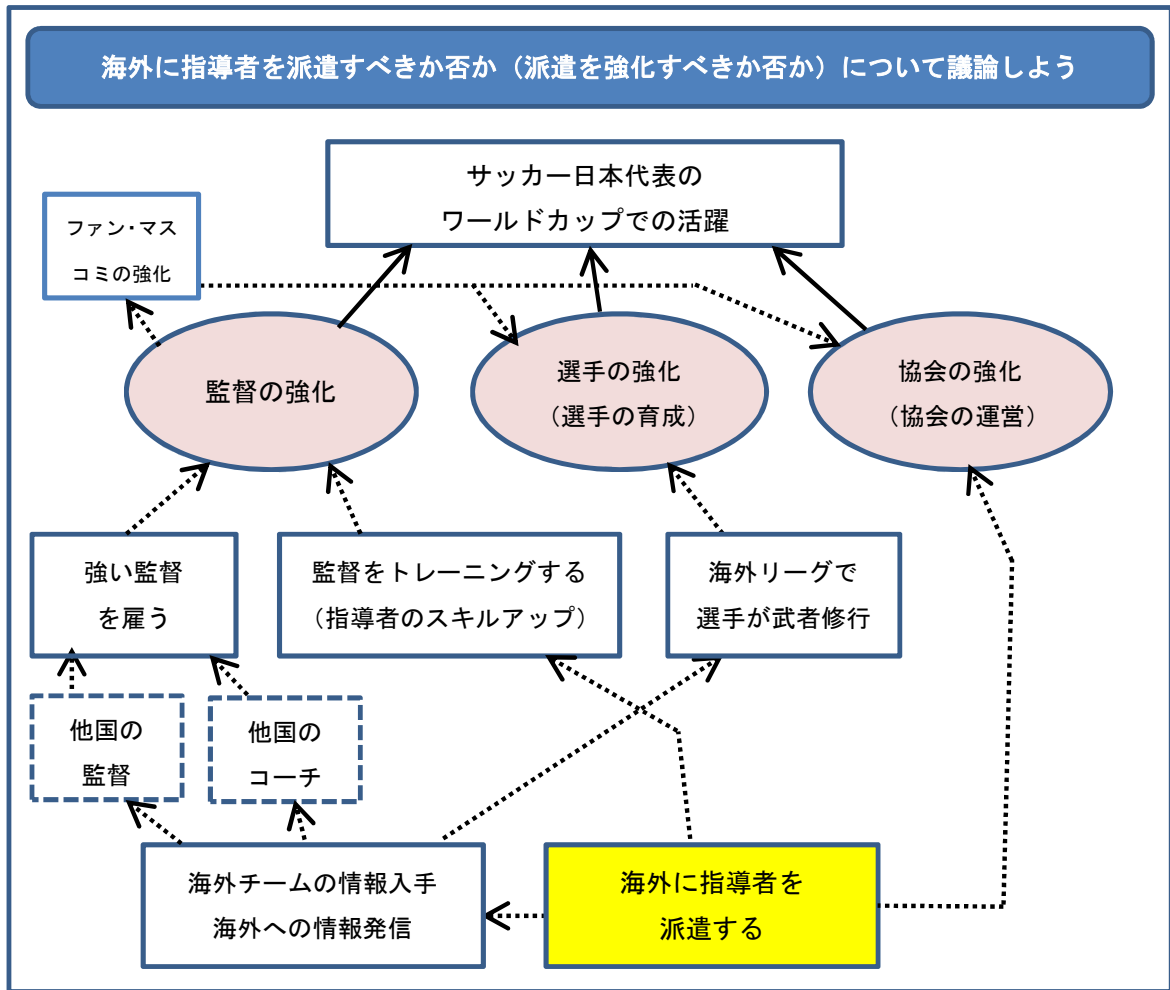 海外に指導者を派遣すべきか否か（派遣を強化すべきか否か）について議論しよう
サッカー日本代表の
ワールドカップでの活躍
ファン・マス
コミの強化
監督の強化
選手の強化
（選手の育成）
協会の強化
（協会の運営）
強い監督
を雇う
監督をトレーニングする
（指導者のスキルアップ）
海外リーグで
選手が武者修行
他国の
監督
他国の
コーチ
海外チームの情報入手
海外への情報発信
海外に指導者を
派遣する